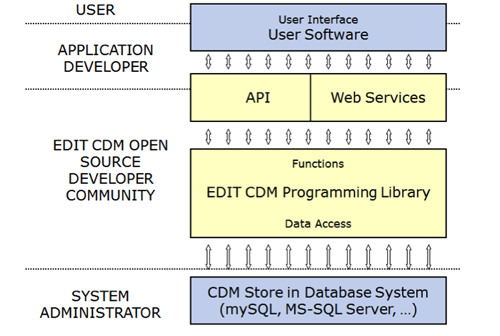 USER
User Interface
User Software
APPLICATION
DEVELOPER
API
Web Services
EDIT CDM OPEN
SOURCE
DEVELOPER
COMMUNITY
Functions
EDIT CDM Programming Library
Data Access
SYSTEM
ADMINISTRATOR
CDM Store in Database System
(mySQL, MS-SQL Server, ...)